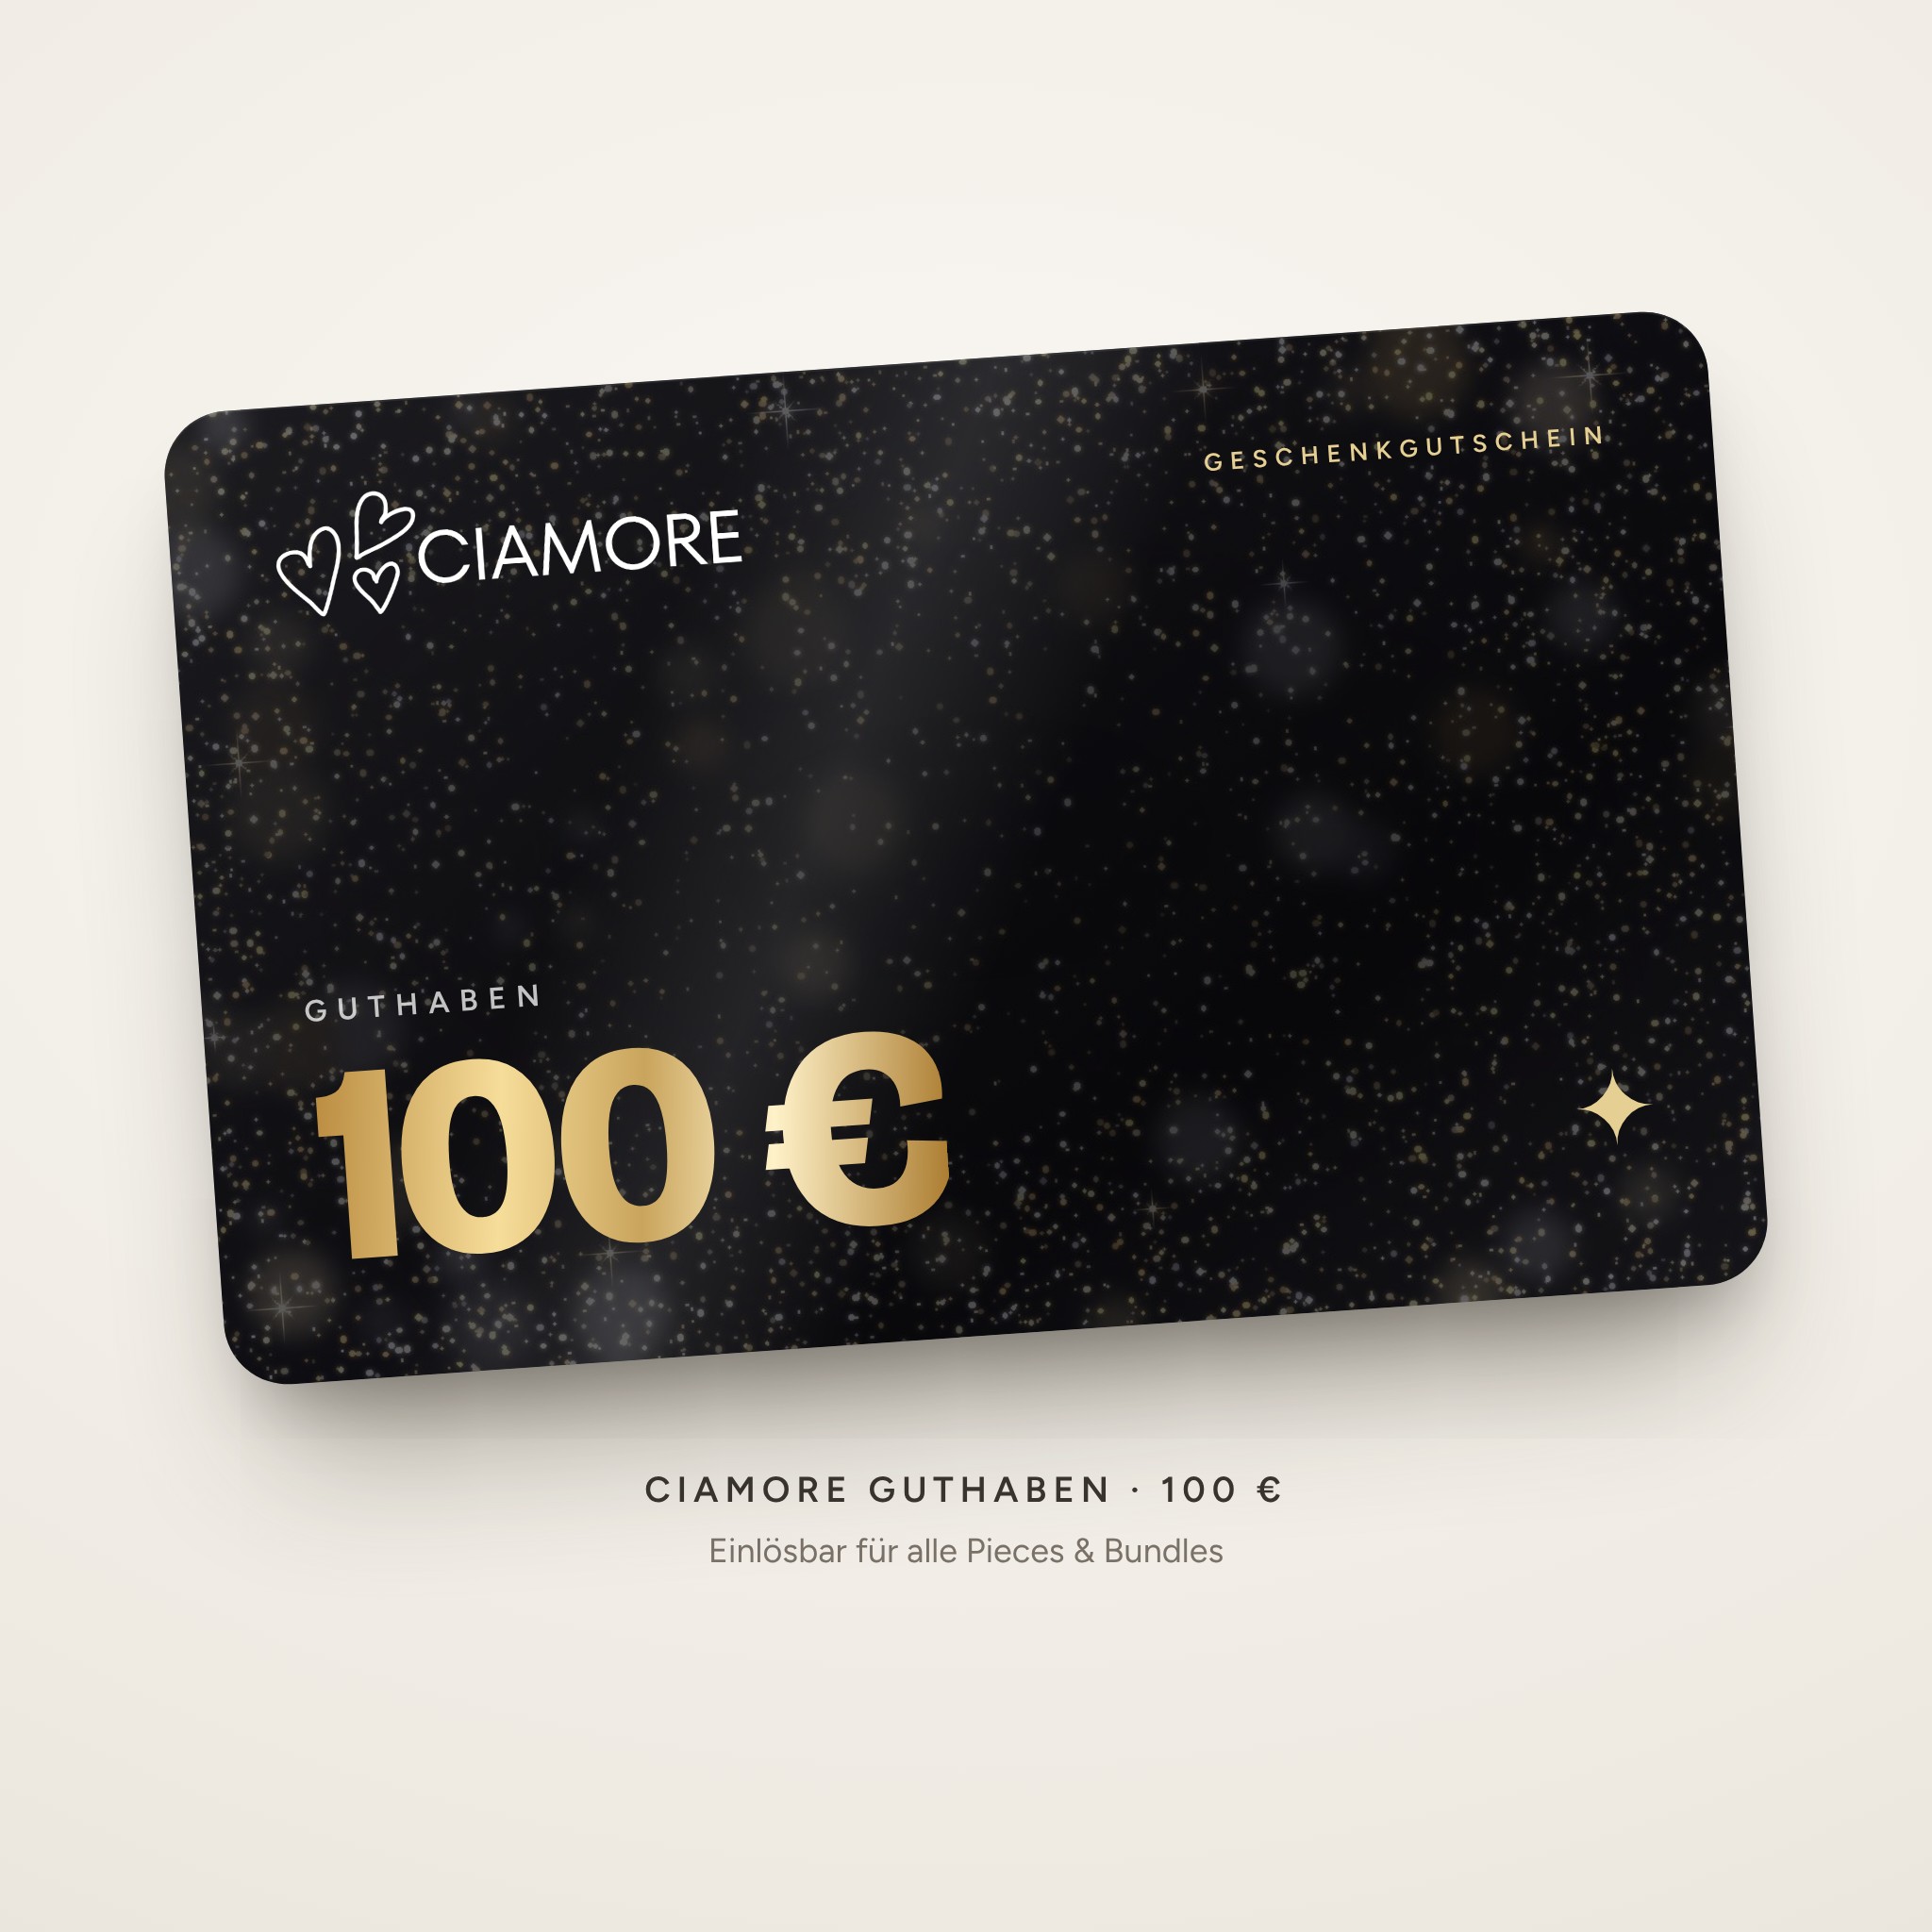 GESCHENKGUTSCHEIN
CIAMORE
GUTHABEN
100 €
CIAMORE GUTHABEN · 100 €
Einlösbar für alle Pieces & Bundles